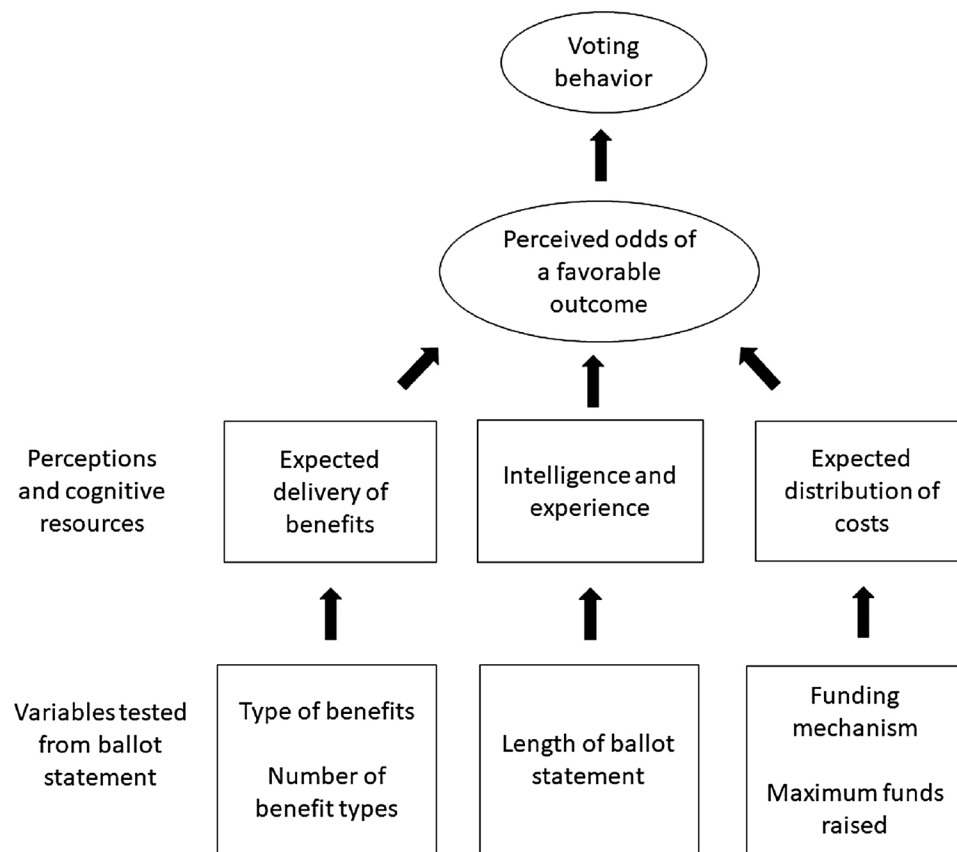 Voting
behavior
Perceived odds of
a favorable
outcome
Perceptions
and cognitive
resources
Expected
delivery of
benefits
Intelligence and
experience
Expected
distribution of
costs
Variables tested
from ballot
statement
Type of benefits
Number of
benefit types
Length of ballot
statement
Funding
mechanism
Maximum funds
raised